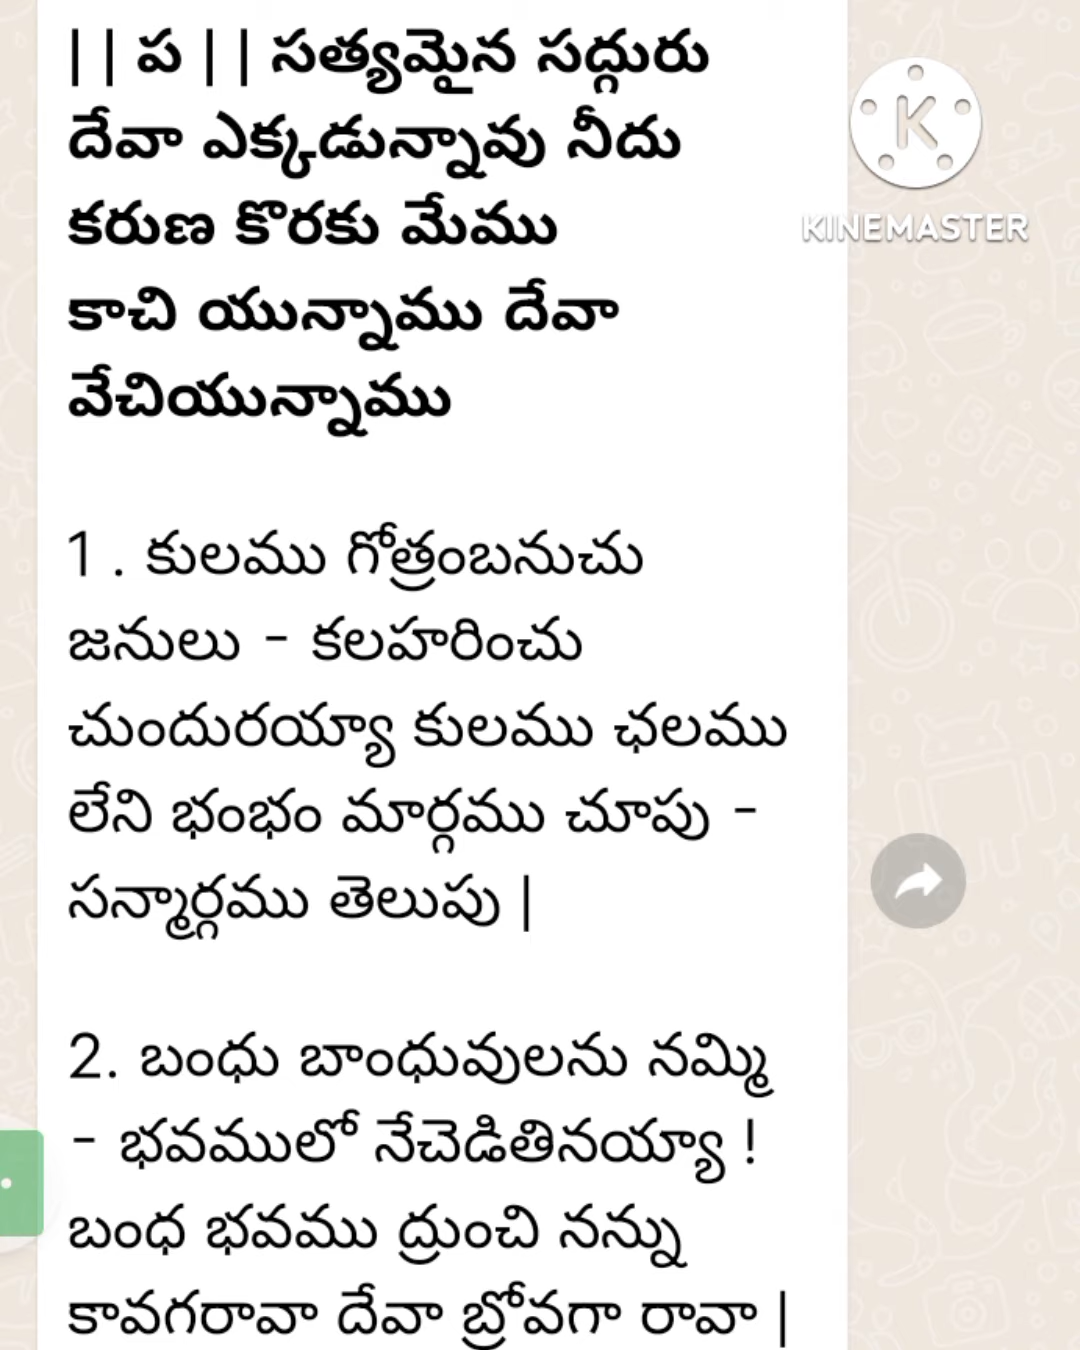 ||ప|| సత్యమైన సద్గురు
దేవా ఎక్కడున్నావు నీదు
కరుణ కొరకు మేము
కాచి యున్నాము దేవా
వేచియున్నాము
1 . కులము గోత్రంబనుచు
జనులు - కలహరించు
చుందురయ్యా కులము ఛలము
లేని భంభం మార్గము చూపు -
సన్మార్గము తెలుపు |
2. బంధు బాంధువులను నమ్మి
- భవములో నేచెడితినయ్యా !
బంధ భవము ద్రుంచి నన్ను
కావగరావా దేవా బ్రోవగా రావా |
K
KINEMASTER
BFF